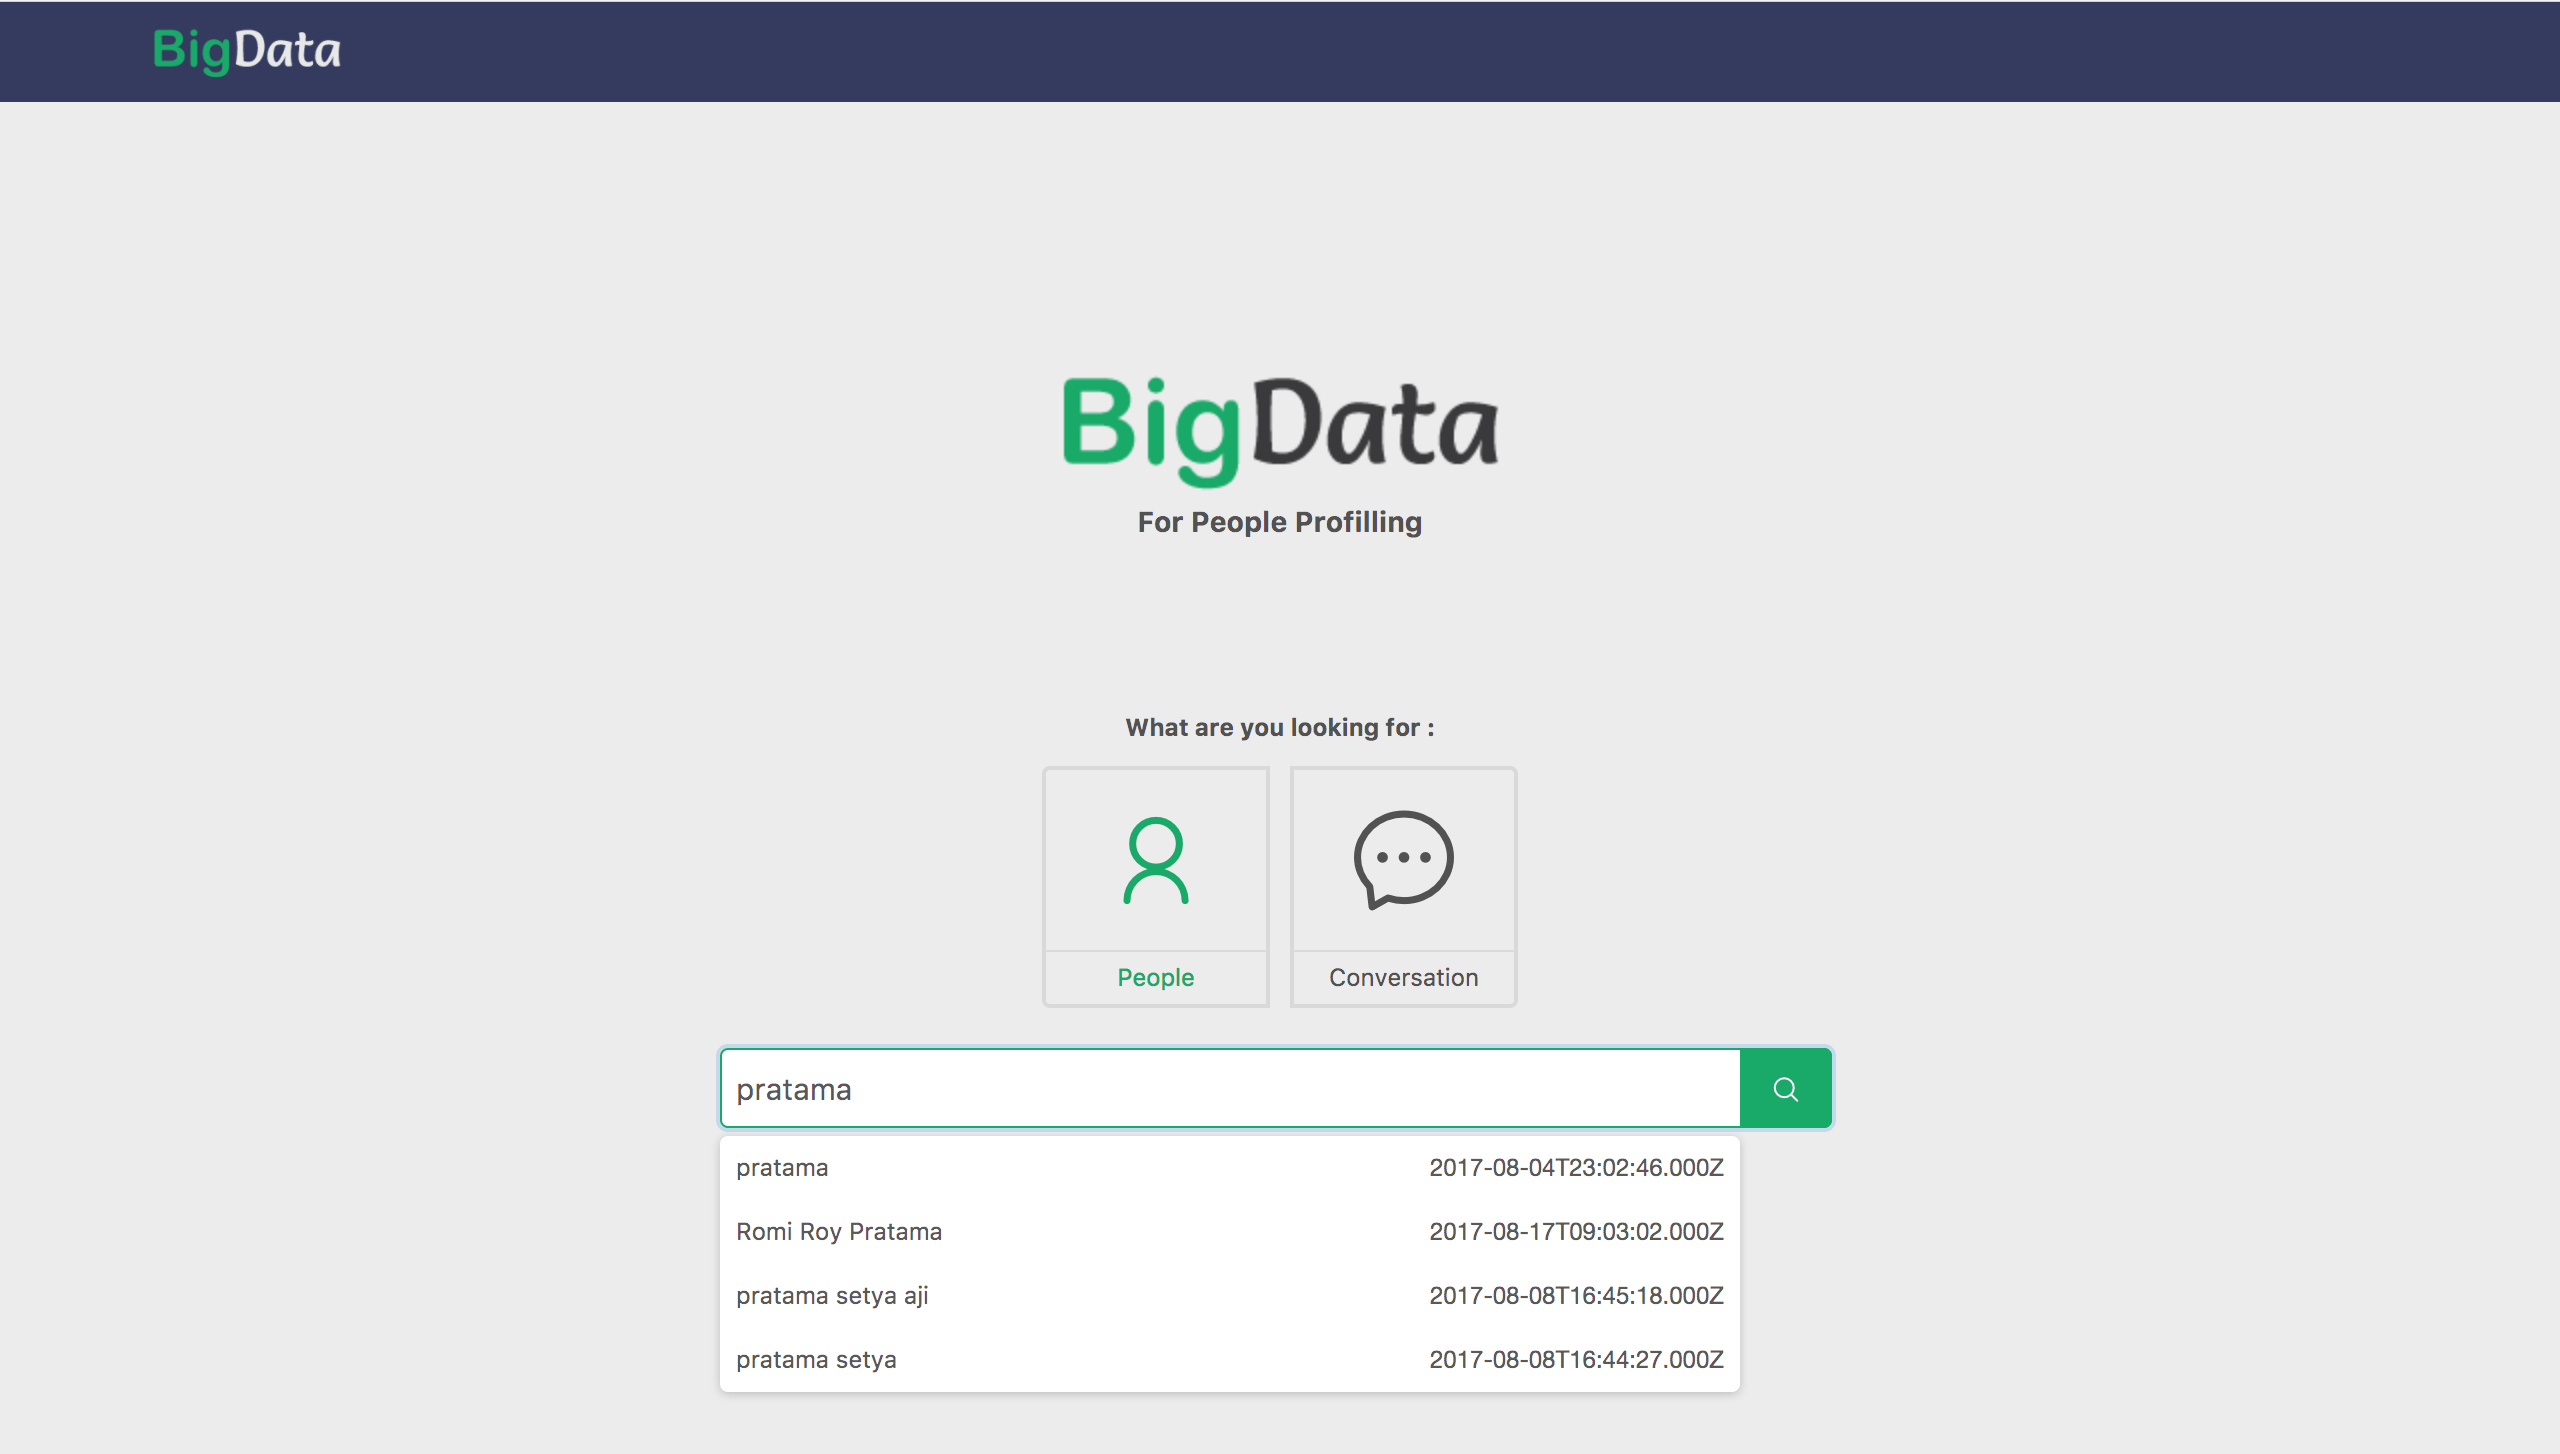 BigData
BigData
For People Profilling
What are you looking for :
People Conversation
pratama
pratama 2017-08-04T23:02:46.000Z
Romi Roy Pratama 2017-08-17T09:03:02.000Z
pratama setya aji 2017-08-08T16:45:18.000Z
pratama setya 2017-08-08T16:44:27.000Z